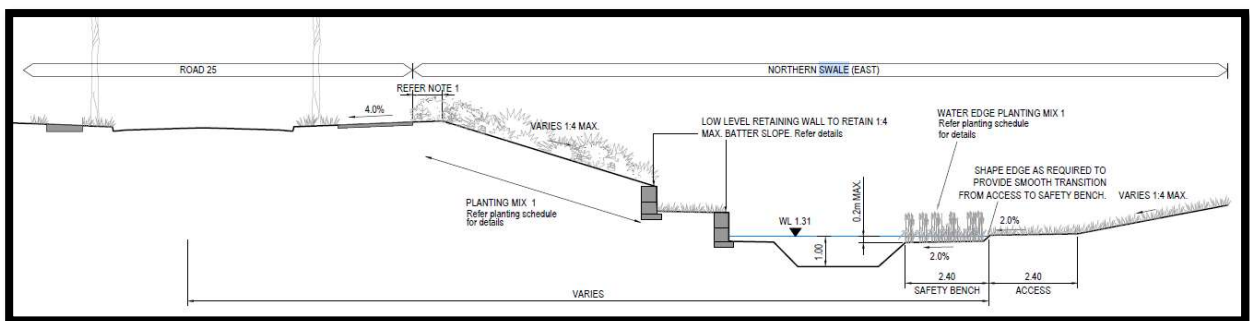 ROAD 25
NORTHERN SWALE (EAST)
REFER NOTE 1
4.0%
VARIES 1:4 MAX.
LOW LEVEL RETAINING WALL TO RETAIN 1:4
MAX. BATTER SLOPE. Refer details
WATER EDGE PLANTING MIX 1
Refer planting schedule
for details
SHAPE EDGE AS REQUIRED TO
PROVIDE SMOOTH TRANSITION
FROM ACCESS TO SAFETY BENCH.
VARIES 1:4 MAX.
PLANTING MIX 1
Refer planting schedule
for details
WL 1.31
0.2m MAX.
2.0%
1.00
2.0%
2.40
2.40
SAFETY BENCH
ACCESS
VARIES